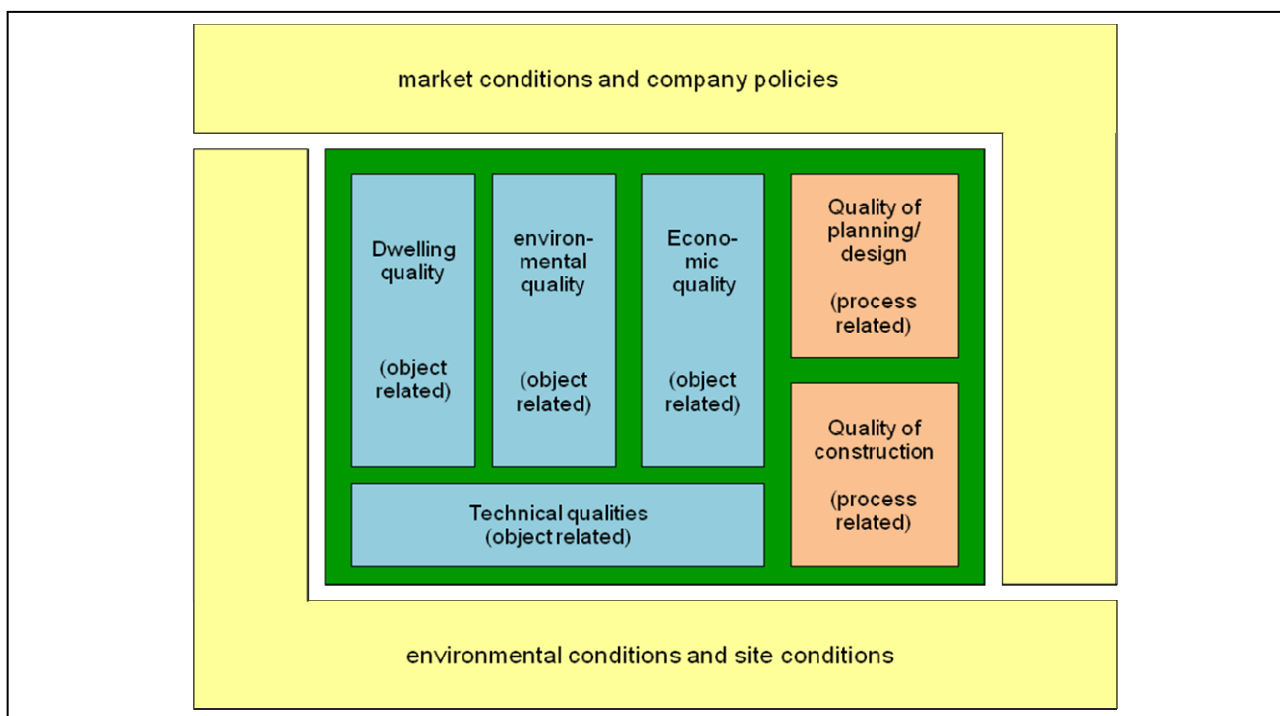 market conditions and company policies
Dwelling
quality
(object
related)
environ-
mental
quality
(object
related)
Econo-
mic
quality
(object
related)
Quality of
planning/
design
(process
related)
Quality of
construction
(process
related)
Technical qualities
(object related)
environmental conditions and site conditions